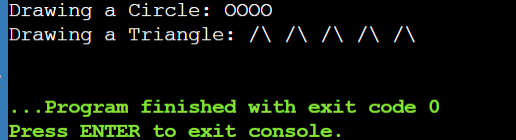 Drawing a Circle: OOOO
Drawing a Triangle: /\ /\ /\ /\ /\
...Program finished with exit code 0
Press ENTER to exit console.